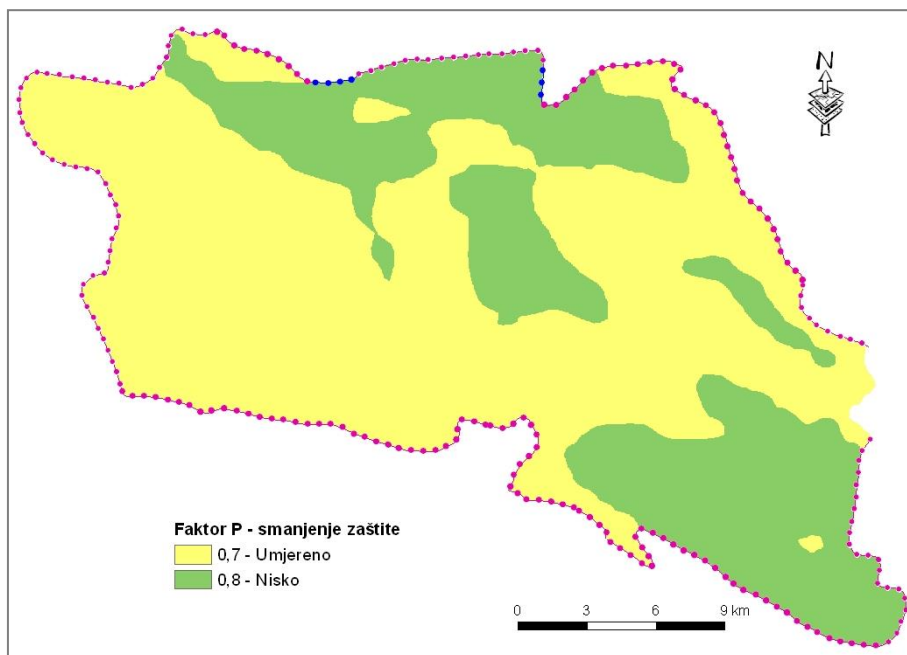 N
Faktor P - smanjenje zaštite
0,7 - Umjereno
0,8 - Nisko
0 3 6 9 km